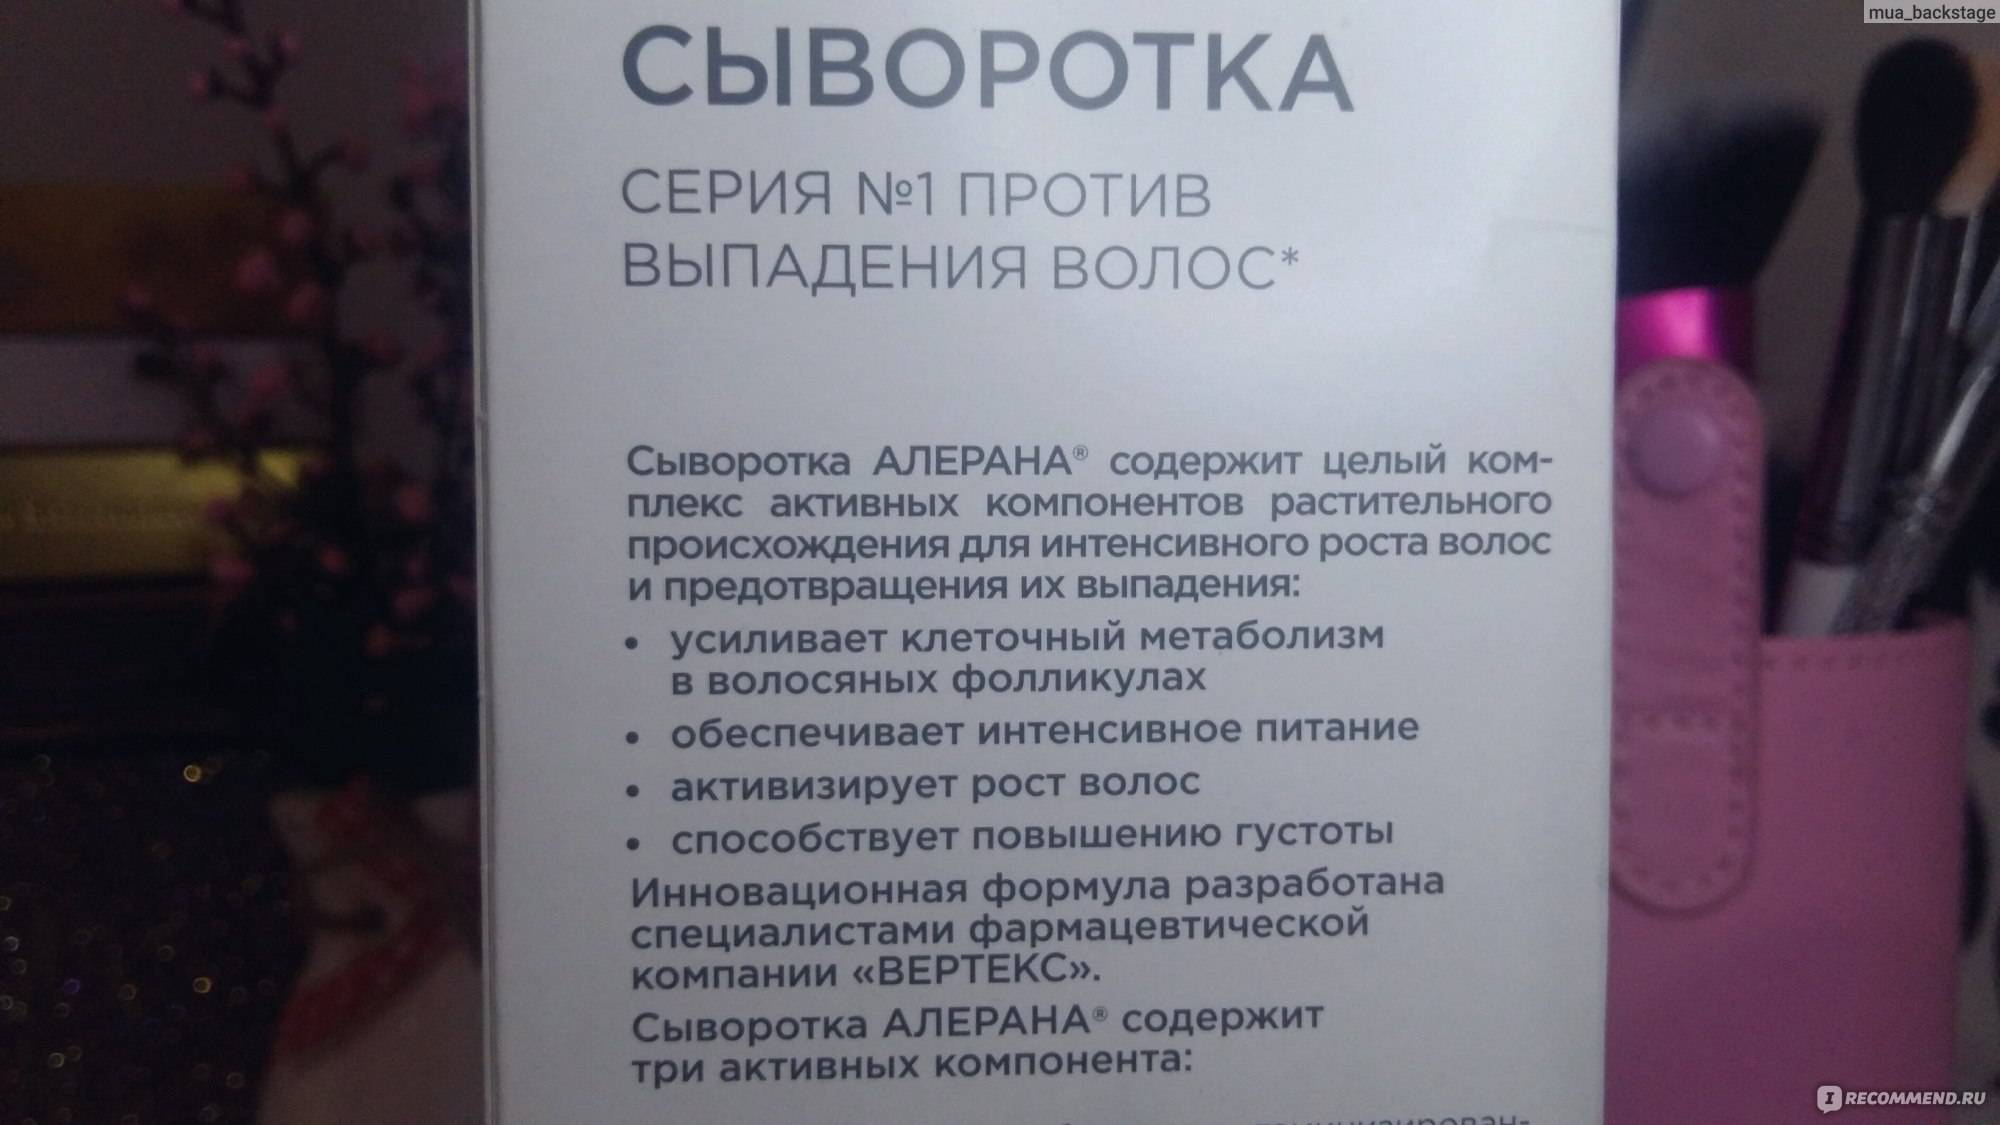 mua_backstage
СЫВОРОТКА
СЕРИЯ №1 ПРОТИВ
ВЫПАДЕНИЯ ВОЛОС*
Сыворотка АЛЕРАНА® содержит целый ком-
плекс активных компонентов растительного
происхождения для интенсивного роста волос
и предотвращения их выпадения:
• усиливает клеточный метаболизм
в волосяных фолликулах
• обеспечивает интенсивное питание
• активизирует рост волос
• способствует повышению густоты
Инновационная формула разработана
специалистами фармацевтической
компании «ВЕРТЕКС».
Сыворотка АЛЕРАНА® содержит
три активных компонента:
I RECOMMEND.RU